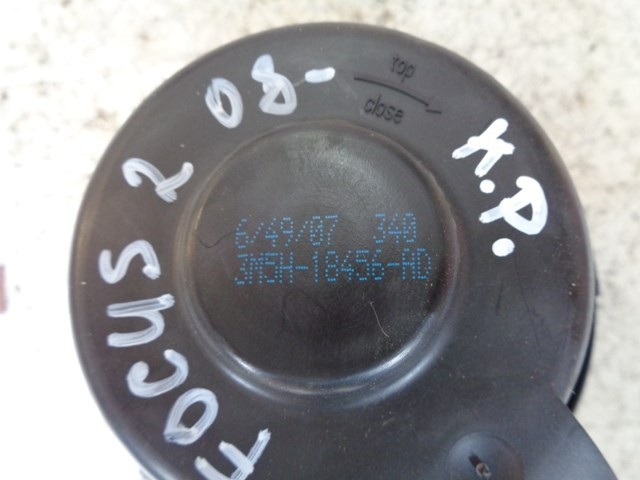 FOCUS 2 08-
top
close
K.P.
6/49/07 340
3M5H-18456-AD